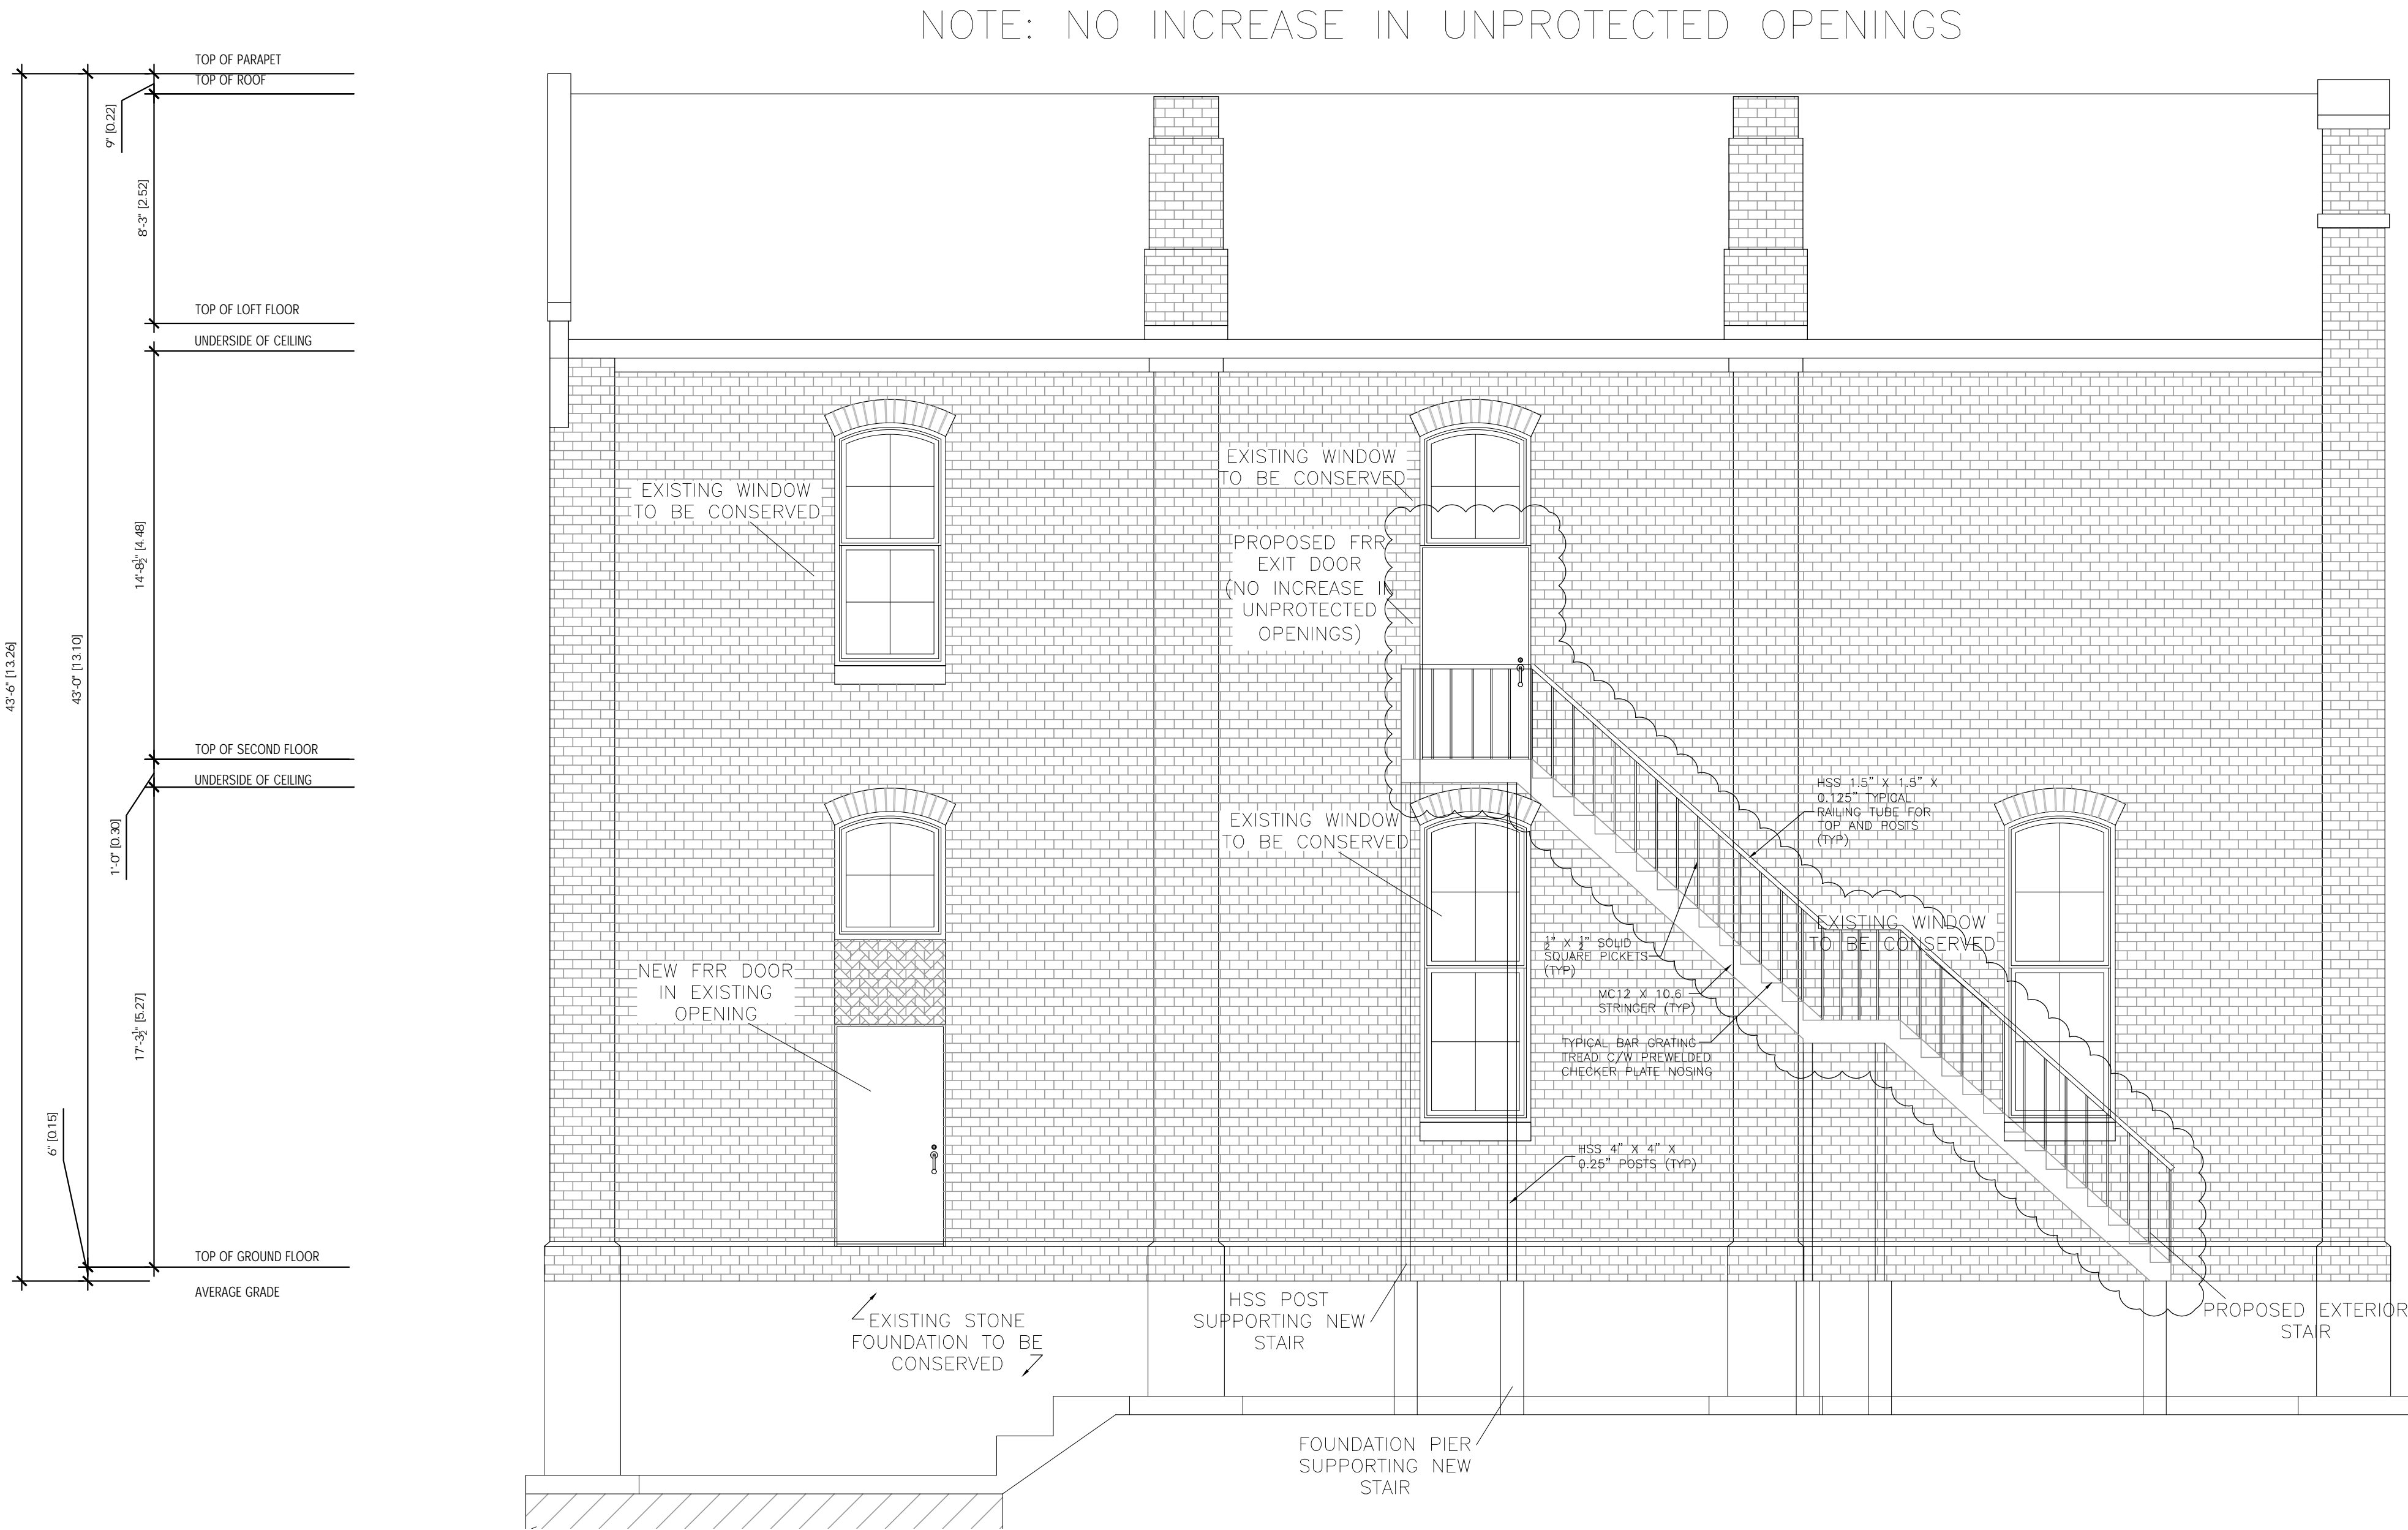 NOTE: NO INCREASE IN UNPROTECTED OPENINGS
TOP OF PARAPET
TOP OF ROOF
9" [0.22]
8'-3" [2.52]
TOP OF LOFT FLOOR
UNDERSIDE OF CEILING
14'-8½" [4.48]
43'-6" [13.26]
43'-0" [13.10]
TOP OF SECOND FLOOR
UNDERSIDE OF CEILING
1'-0" [0.30]
17'-3½" [5.27]
6" [0.15]
TOP OF GROUND FLOOR
AVERAGE GRADE
EXISTING WINDOW
TO BE CONSERVED
EXISTING WINDOW
TO BE CONSERVED
PROPOSED FRR
EXIT DOOR
(NO INCREASE IN
UNPROTECTED
OPENINGS)
EXISTING WINDOW
TO BE CONSERVED
HSS 1.5" X 1.5" X
0.125" TYPICAL
RAILING TUBE FOR
TOP AND POSTS
(TYP)
EXISTING WINDOW
TO BE CONSERVED
½" X ½" SOLID
SQUARE PICKETS
(TYP)
MC12 X 10.6
STRINGER (TYP)
TYPICAL BAR GRATING
TREAD C/W PREWELDED
CHECKER PLATE NOSING
NEW FRR DOOR
IN EXISTING
OPENING
HSS 4" X 4" X
0.25" POSTS (TYP)
EXISTING STONE
FOUNDATION TO BE
CONSERVED
HSS POST
SUPPORTING NEW
STAIR
PROPOSED EXTERIOR
STAIR
FOUNDATION PIER
SUPPORTING NEW
STAIR